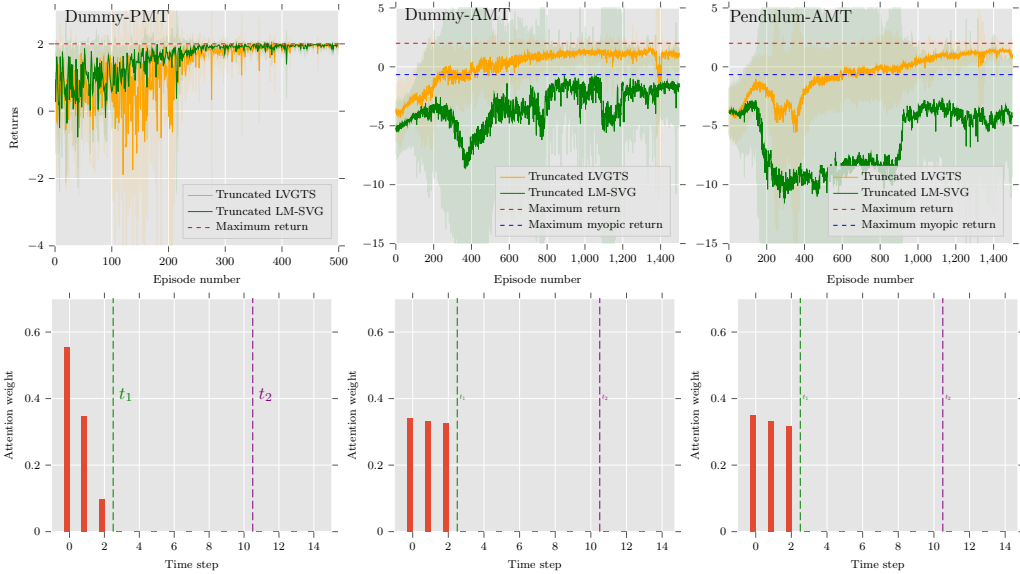 Dummy-PMT
Returns
2
0
−2
−4
0 100 200 300 400 500
Episode number
Truncated LVGTS
Truncated LM-SVG
Maximum return
Dummy-AMT
5
0
−5
−10
−15
0 200 400 600 800 1,000 1,200 1,400
Episode number
Truncated LVGTS
Truncated LM-SVG
Maximum return
Maximum myopic return
Pendulum-AMT
5
0
−5
−10
−15
0 200 400 600 800 1,000 1,200 1,400
Episode number
Truncated LVGTS
Truncated LM-SVG
Maximum return
Maximum myopic return
Attention weight
0.6
0.4
0.2
0
t1
t2
0 2 4 6 8 10 12 14
Time step
Attention weight
0.6
0.4
0.2
0
t1
t2
0 2 4 6 8 10 12 14
Time step
Attention weight
0.6
0.4
0.2
0
t1
t2
0 2 4 6 8 10 12 14
Time step